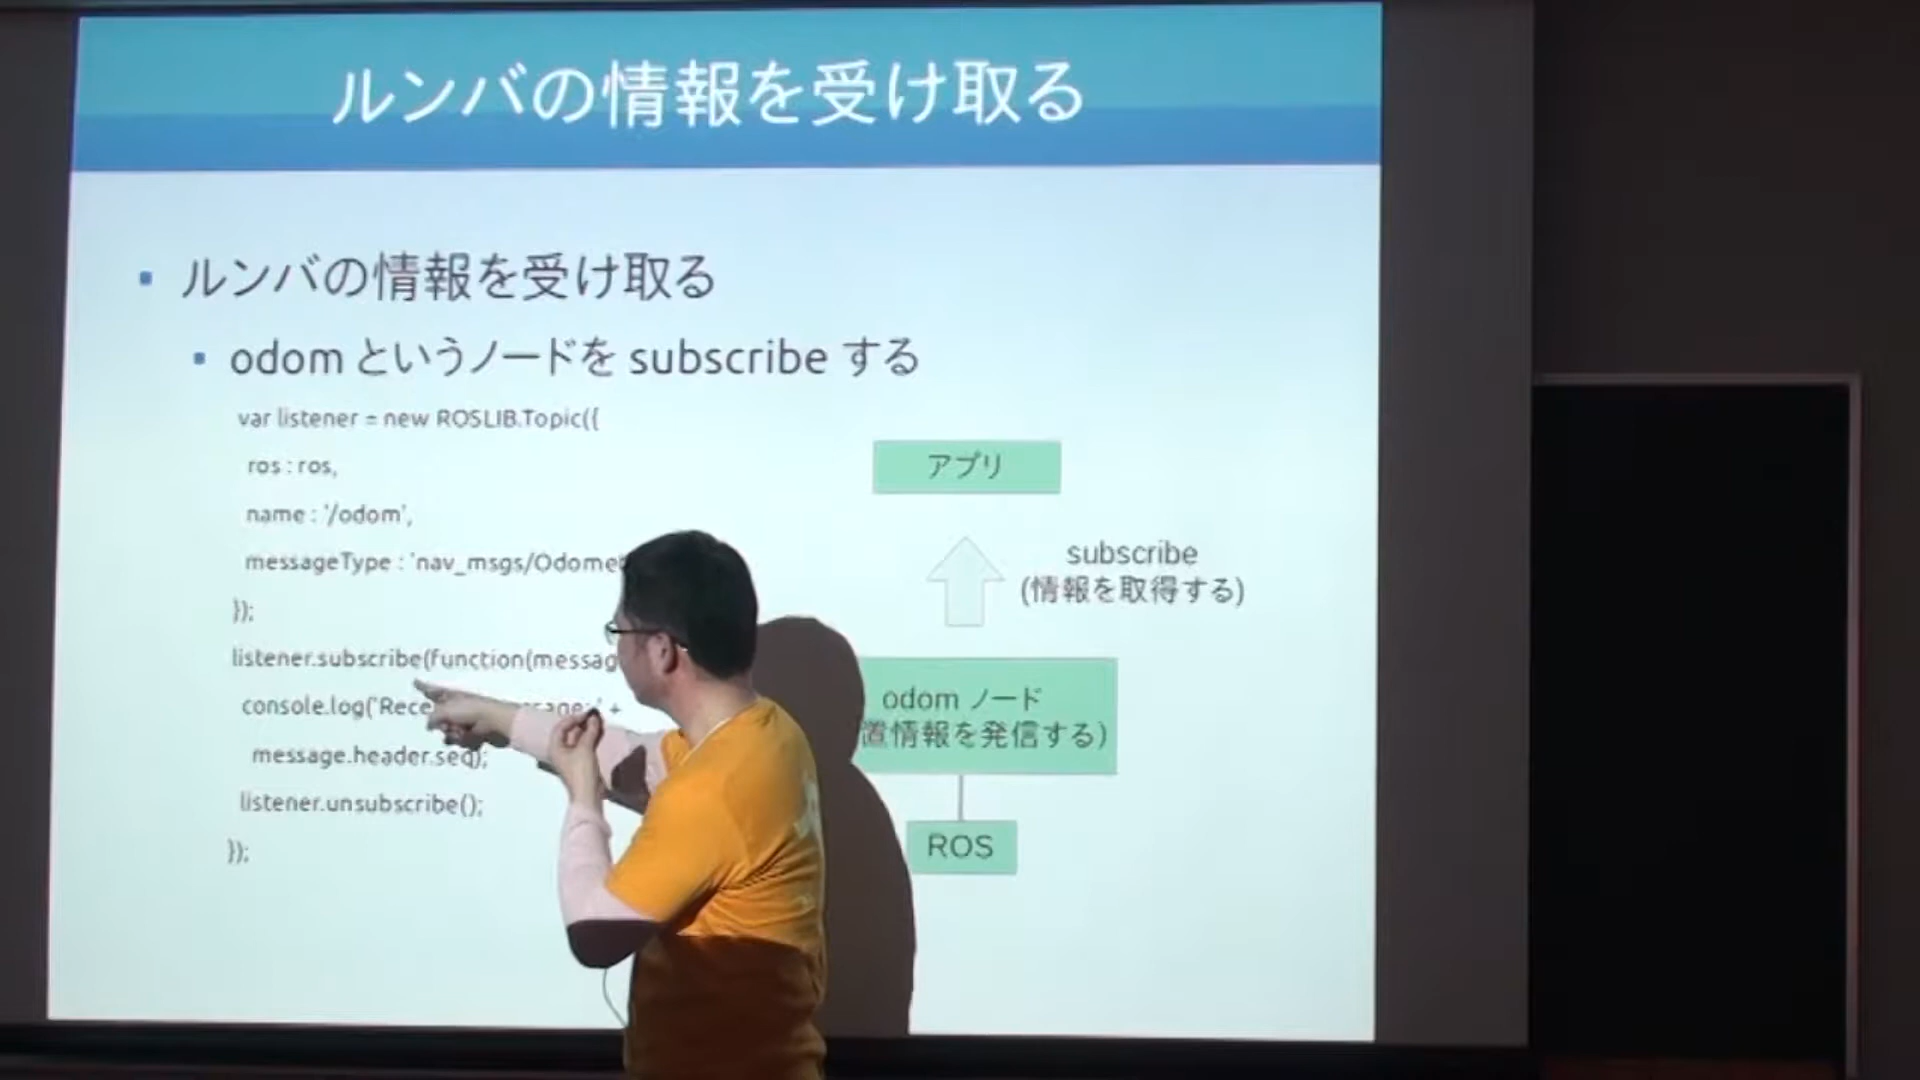 ルンバの情報を受け取る
ルンバの情報を受け取る
odom というノードを subscribe する
var listener = new ROSLIB.Topic({
ros : ros,
name : '/odom',
messageType : 'nav_msgs/Odome
});
listener.subscribe(function(messag
console.log('Rece +
message.header.seq);
listener.unsubscribe();
});
アプリ
subscribe
(情報を取得する)
odom ノード
置情報を発信する)
ROS